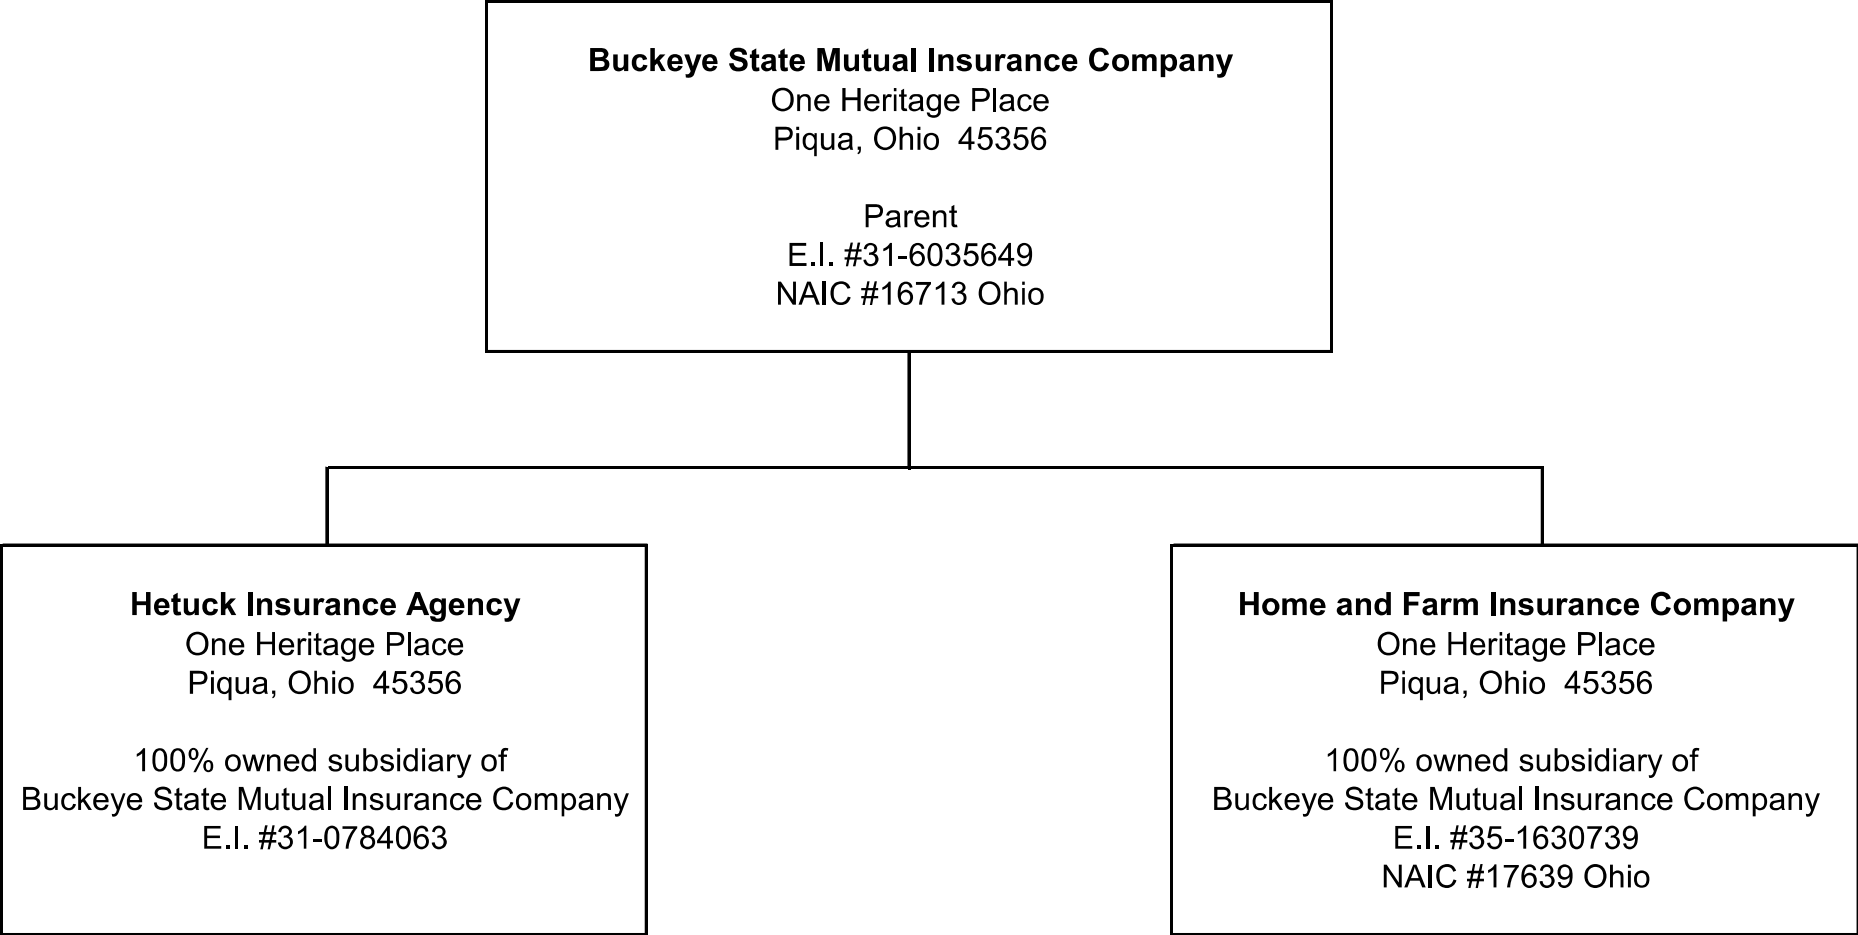 Buckeye State Mutual Insurance Company
One Heritage Place
Piqua, Ohio  45356
Parent
E.I. #31-6035649
NAIC #16713 Ohio
Hetuck Insurance Agency
One Heritage Place
Piqua, Ohio  45356
100% owned subsidiary of
Buckeye State Mutual Insurance Company
E.I. #31-0784063
Home and Farm Insurance Company
One Heritage Place
Piqua, Ohio  45356
100% owned subsidiary of
Buckeye State Mutual Insurance Company
E.I. #35-1630739
NAIC #17639 Ohio